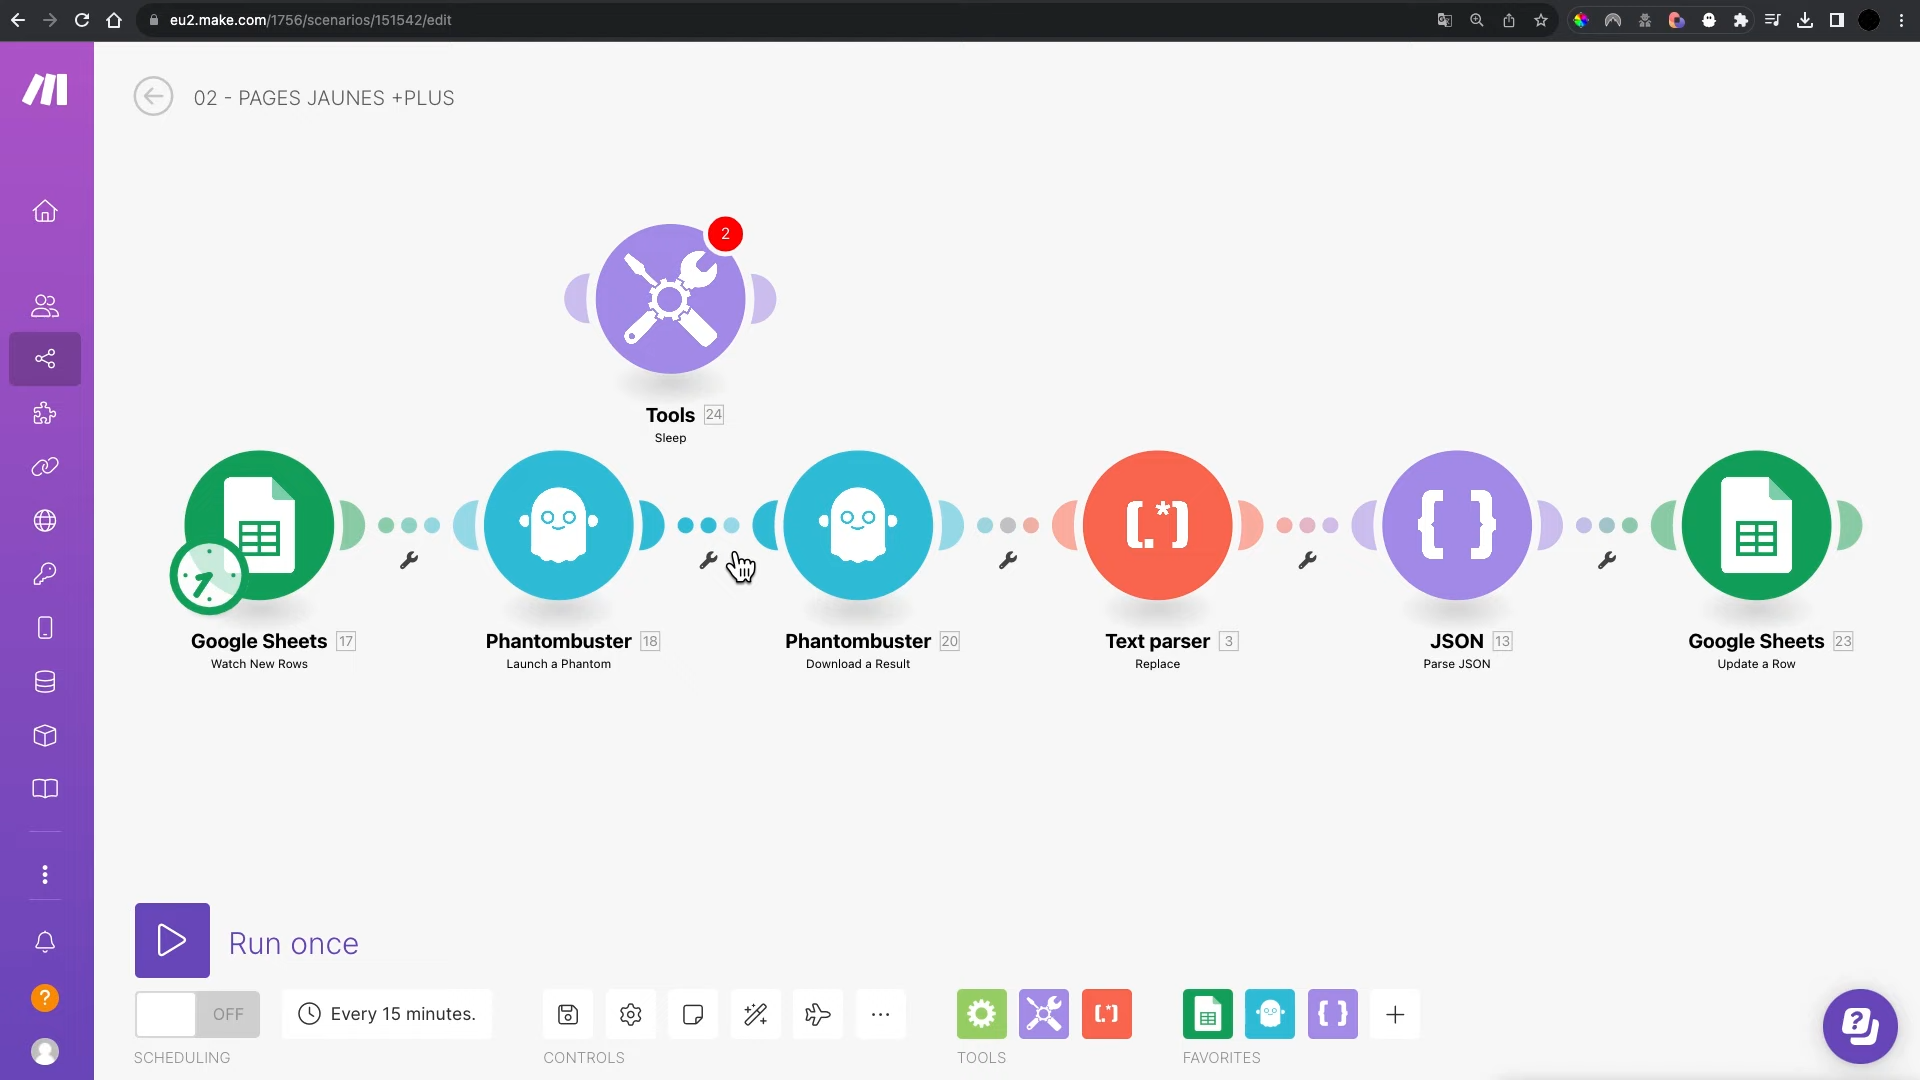 eu2.make.com/1756/scenarios/151542/edit
02 - PAGES JAUNES +PLUS
2
Tools 24
Sleep
Google Sheets 17
Watch New Rows
Phantombuster 18
Launch a Phantom
Phantombuster 20
Download a Result
Text parser 3
Replace
JSON 13
Parse JSON
Google Sheets 23
Update a Row
Run once
OFF
Every 15 minutes.
SCHEDULING
CONTROLS
TOOLS
FAVORITES